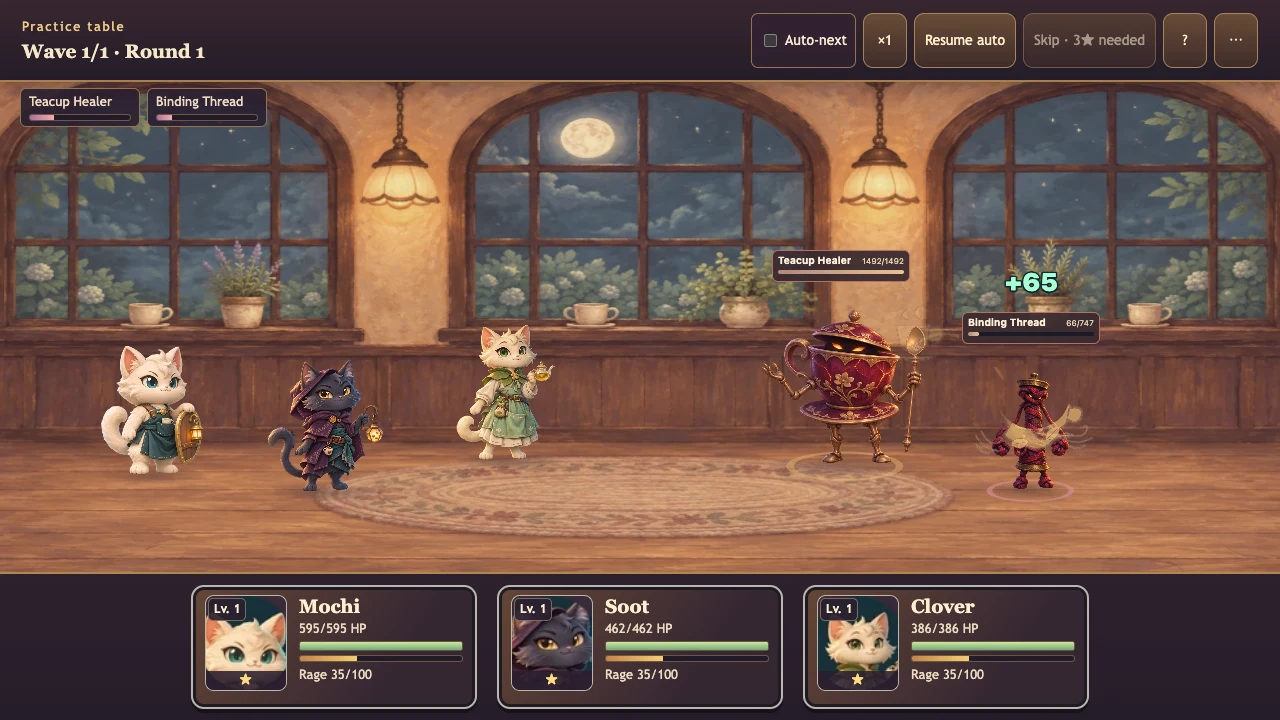 Practice table
Wave 1/1 · Round 1
Auto-next
×1
Resume auto
Skip · 3★ needed
?
···
Teacup Healer
Binding Thread
Teacup Healer 1492/1492
+65
Binding Thread 66/747
Lv. 1
Mochi
595/595 HP
Rage 35/100
Lv. 1
Soot
462/462 HP
Rage 35/100
Lv. 1
Clover
386/386 HP
Rage 35/100